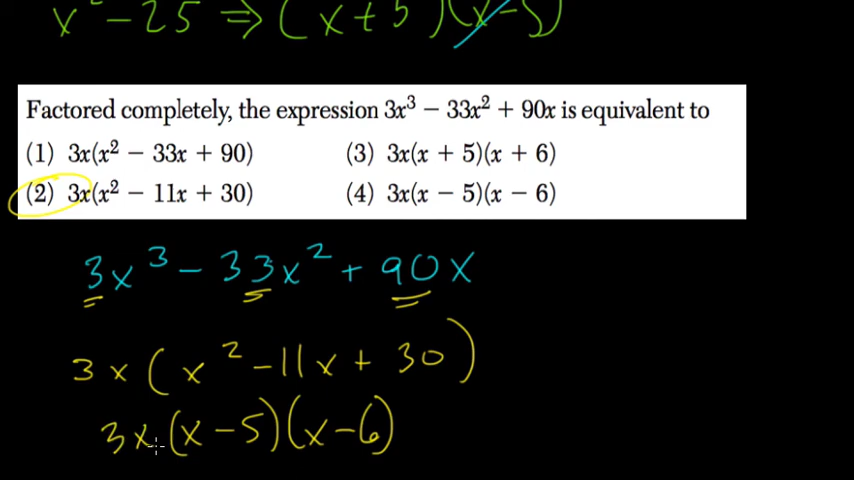 x² - 25 ⇒ (x + 5)(x - 5)
Factored completely, the expression 3x³ − 33x² + 90x is equivalent to
(1) 3x(x² − 33x + 90) (3) 3x(x + 5)(x + 6)
(2) 3x(x² − 11x + 30) (4) 3x(x − 5)(x − 6)
3x³ - 33x² + 90x
3x(x² - 11x + 30)
3x(x - 5)(x - 6)